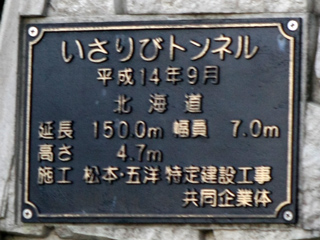 いさりびトンネル
平成14年9月
北海道
延長 150.0m 幅員 7.0m
高さ 4.7m
施工 松本・五洋 特定建設工事
共同企業体